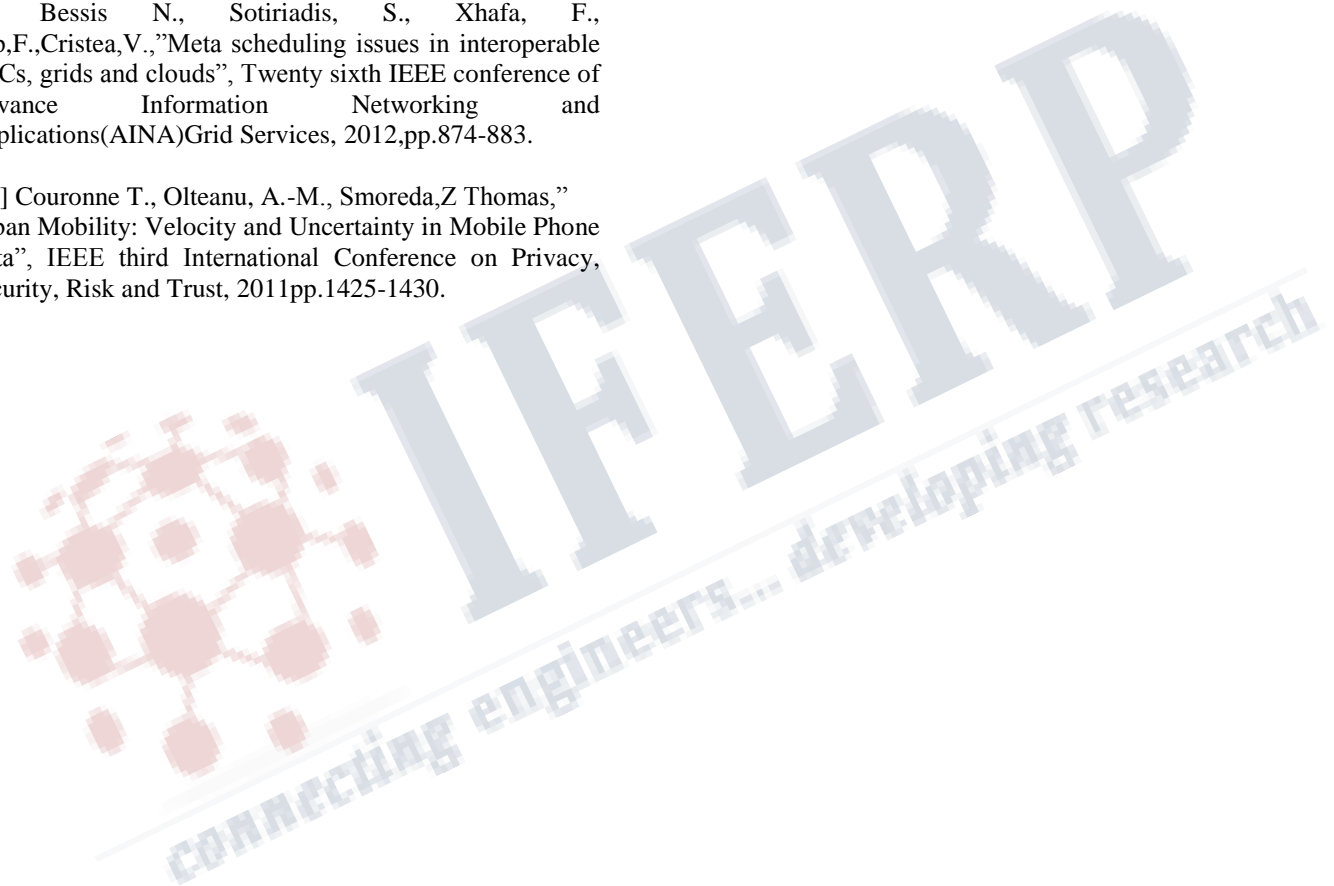 Bessis N., Sotiriadis, S., Xhafa, F.,
,F.,Cristea,V.,”Meta scheduling issues in interoperable
Cs, grids and clouds”, Twenty sixth IEEE conference of
vance Information Networking and
plications(AINA)Grid Services, 2012,pp.874-883.
] Couronne T., Olteanu, A.-M., Smoreda,Z Thomas,”
ban Mobility: Velocity and Uncertainty in Mobile Phone
ta”, IEEE third International Conference on Privacy,
curity, Risk and Trust, 2011pp.1425-1430.
IFERP
connecting engineers... developing research